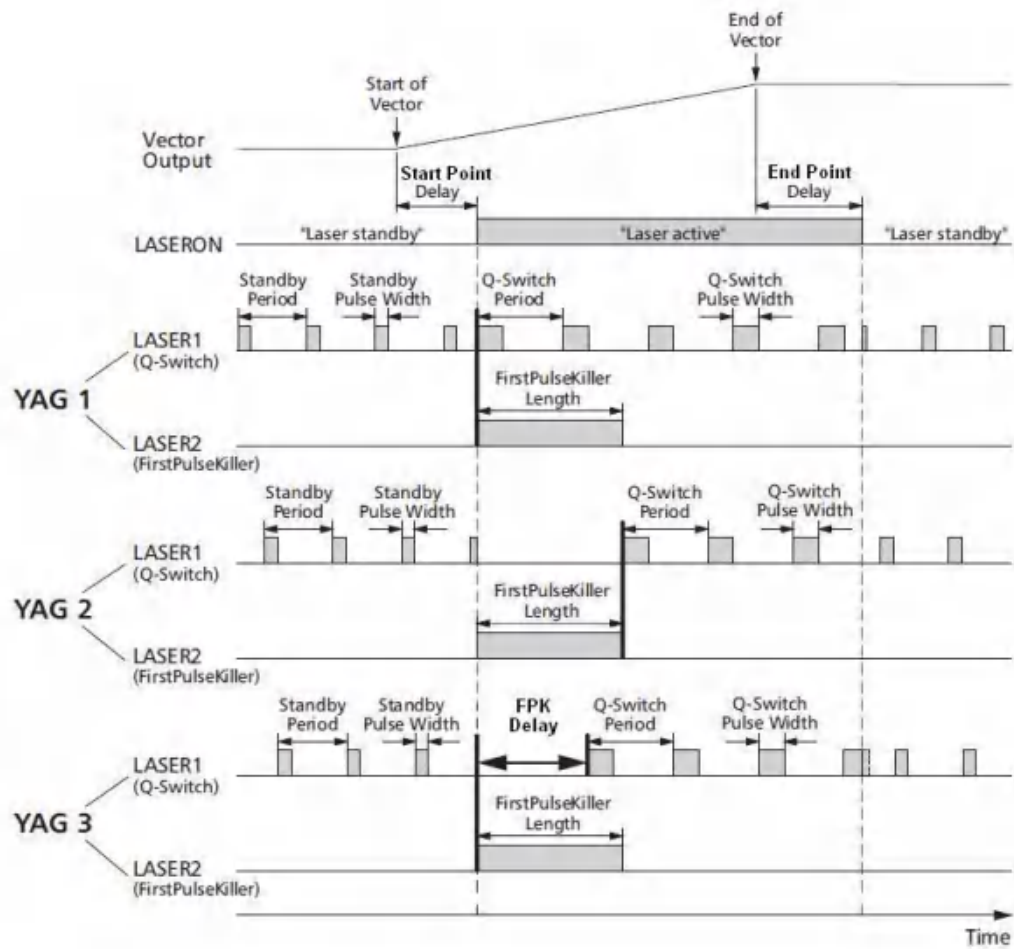 End of
Vector
Start of
Vector
Vector
Output
Start Point
Delay
End Point
Delay
LASERON
"Laser standby"
"Laser active"
"Laser standby"
Standby
Period
Standby
Pulse Width
Q-Switch
Period
Q-Switch
Pulse Width
LASER1
(Q-Switch)
YAG 1
FirstPulseKiller
Length
LASER2
(FirstPulseKiller)
Standby
Period
Standby
Pulse Width
Q-Switch
Period
Q-Switch
Pulse Width
LASER1
(Q-Switch)
YAG 2
FirstPulseKiller
Length
LASER2
(FirstPulseKiller)
Standby
Period
Standby
Pulse Width
FPK
Delay
Q-Switch
Period
Q-Switch
Pulse Width
LASER1
(Q-Switch)
YAG 3
FirstPulseKiller
Length
LASER2
(FirstPulseKiller)
Time